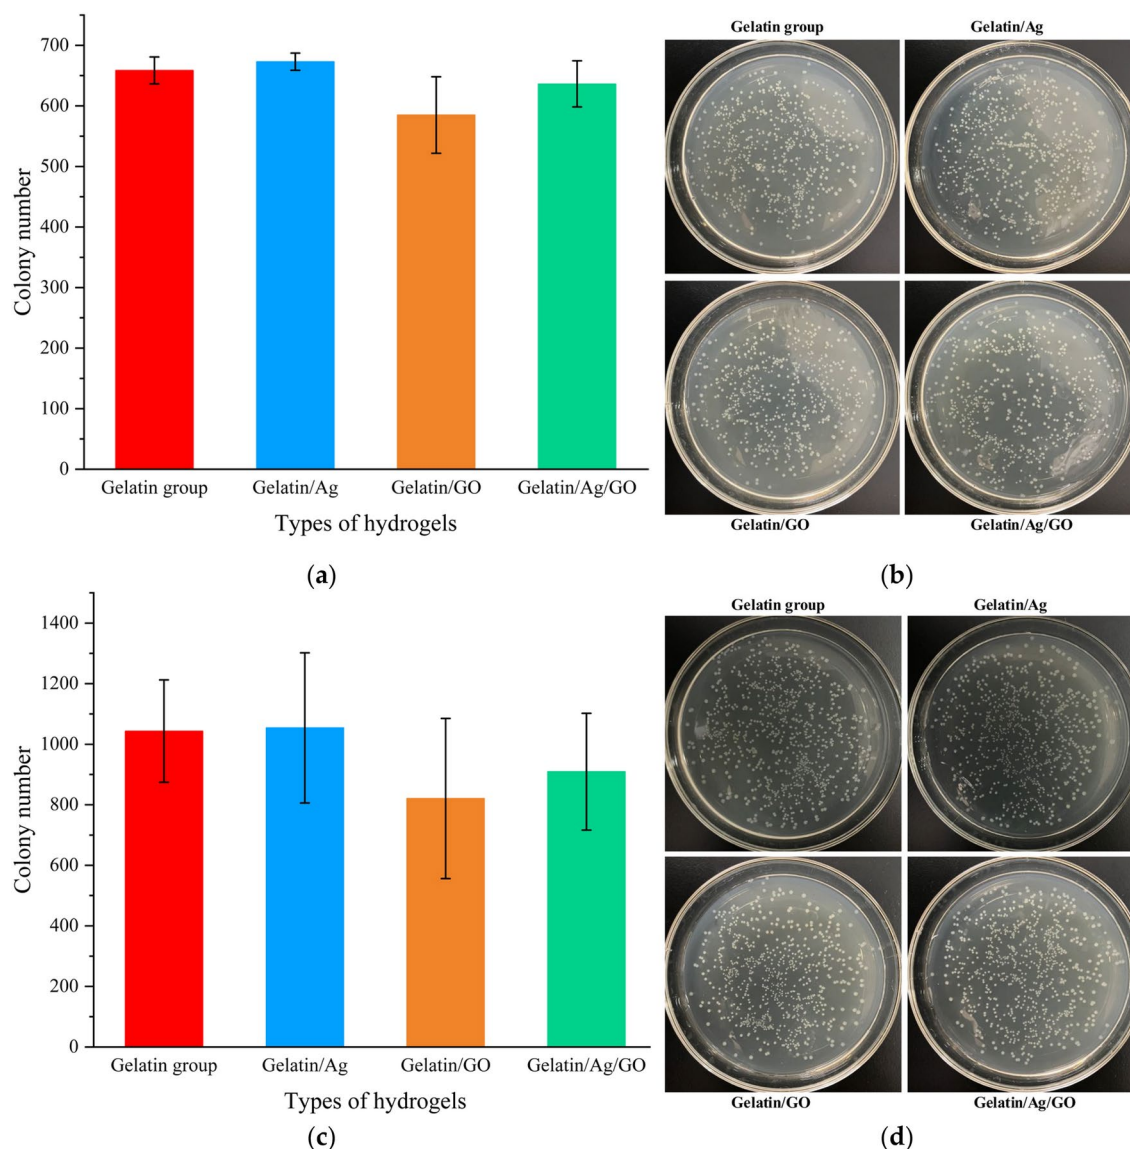 700
600
500
400
300
200
100
0
Colony number
Gelatin group Gelatin/Ag Gelatin/GO Gelatin/Ag/GO
Types of hydrogels
(a)
Gelatin group Gelatin/Ag
Gelatin/GO Gelatin/Ag/GO
(b)
1400
1200
1000
800
600
400
200
0
Colony number
Gelatin group Gelatin/Ag Gelatin/GO Gelatin/Ag/GO
Types of hydrogels
(c)
Gelatin group Gelatin/Ag
Gelatin/GO Gelatin/Ag/GO
(d)